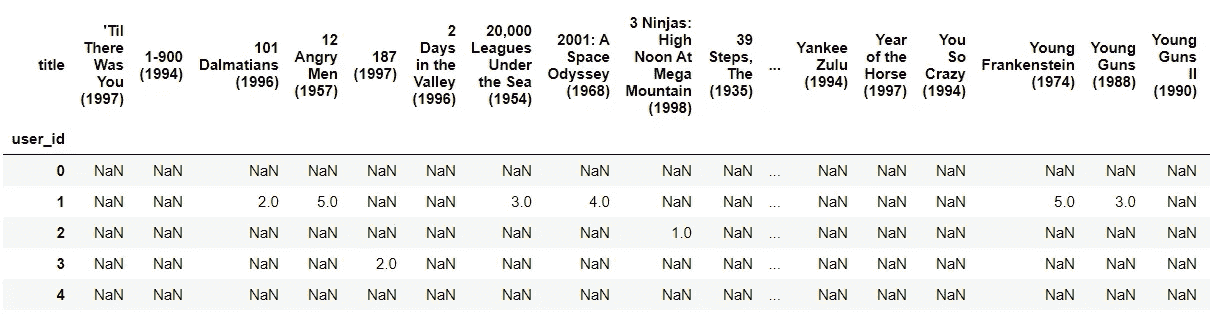 title
'Til
There
Was
You
(1997)
1-900
(1994)
101
Dalmatians
(1996)
12
Angry
Men
(1957)
187
(1997)
2
Days
in the
Valley
(1996)
20,000
Leagues
Under
the Sea
(1954)
2001: A
Space
Odyssey
(1968)
3 Ninjas:
High
Noon At
Mega
Mountain
(1998)
39
Steps,
The
(1935)
...
Yankee
Zulu
(1994)
Year
of the
Horse
(1997)
You
So
Crazy
(1994)
Young
Frankenstein
(1974)
Young
Guns
(1988)
Young
Guns
II
(1990)
user_id
0 NaN NaN NaN NaN NaN NaN NaN NaN NaN NaN ... NaN NaN NaN NaN NaN NaN
1 NaN NaN 2.0 5.0 NaN NaN 3.0 4.0 NaN NaN ... NaN NaN NaN 5.0 3.0 NaN
2 NaN NaN NaN NaN NaN NaN NaN NaN 1.0 NaN ... NaN NaN NaN NaN NaN NaN
3 NaN NaN NaN NaN 2.0 NaN NaN NaN NaN NaN ... NaN NaN NaN NaN NaN NaN
4 NaN NaN NaN NaN NaN NaN NaN NaN NaN NaN ... NaN NaN NaN NaN NaN NaN